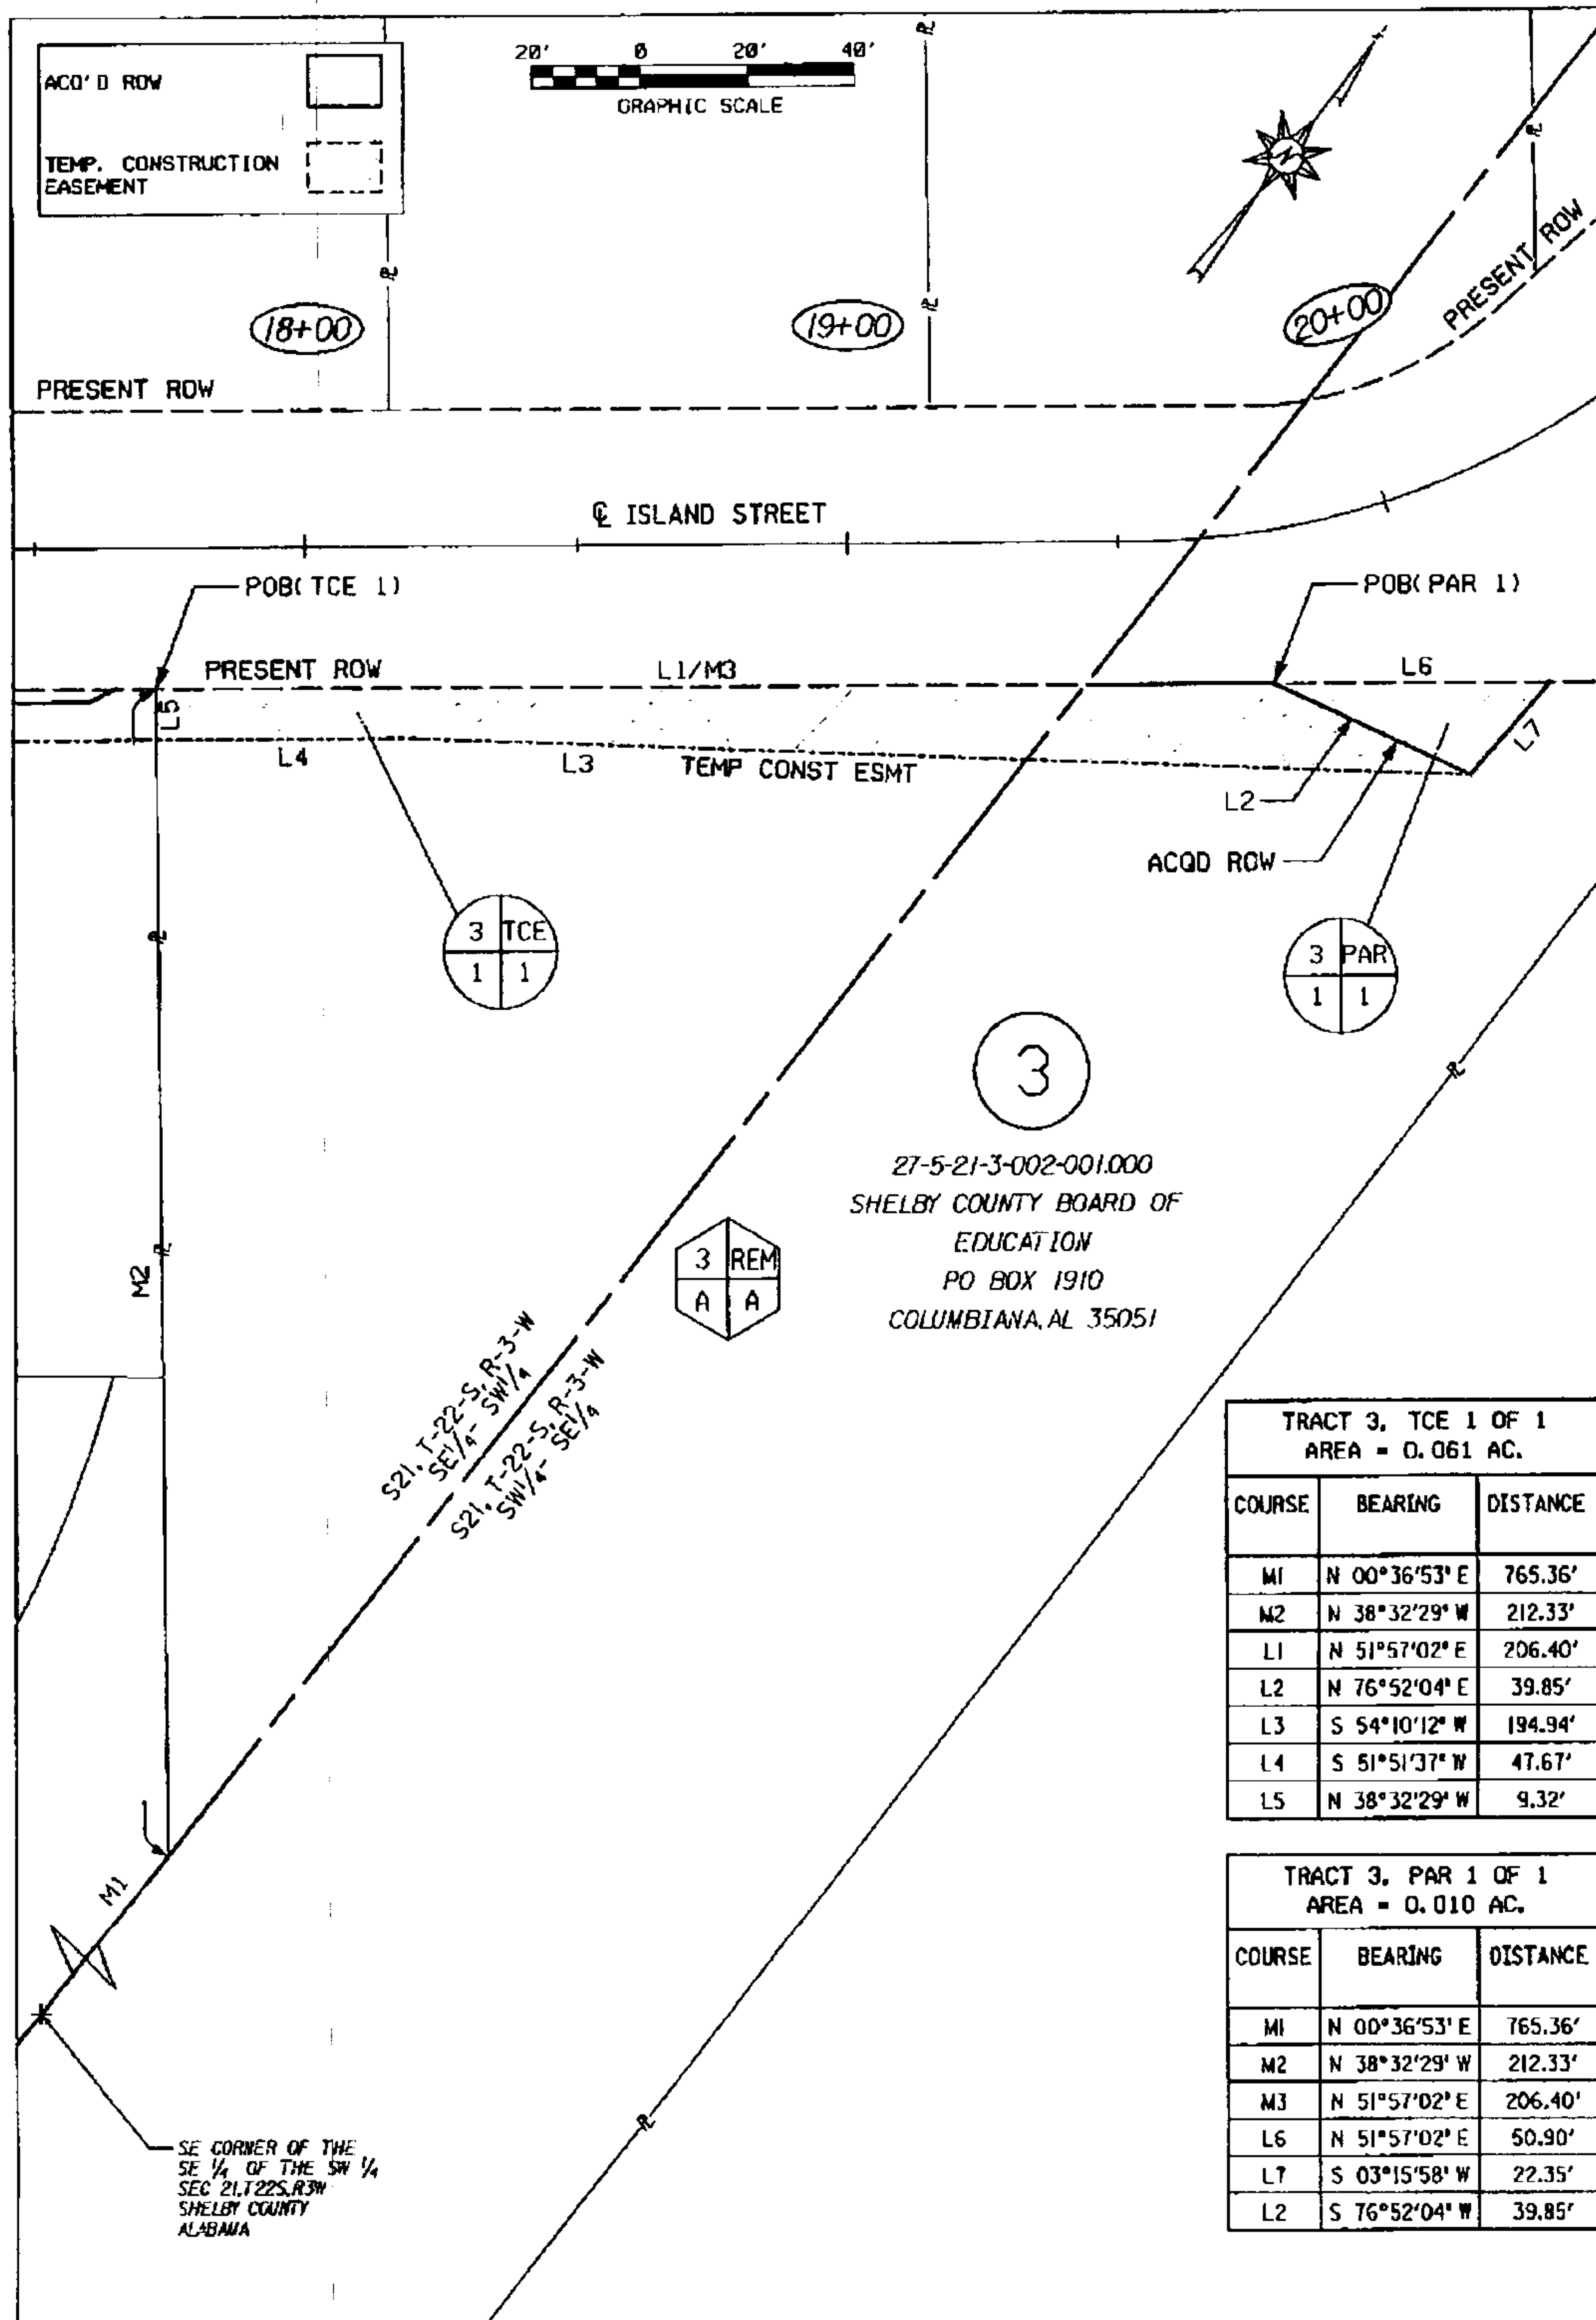 ACQ'D ROW
TEMP. CONSTRUCTION
EASEMENT
20' 0 20' 40'
GRAPHIC SCALE
18+00
19+00
20+00
PRESENT ROW
PRESENT ROW
℄ ISLAND STREET
POB(TCE 1)
POB(PAR 1)
PRESENT ROW
L1/M3
L6
L5
L4
L3
TEMP CONST ESMT
L7
L2
ACQD ROW
3 TCE
1 1
3 PAR
1 1
3
27-5-21-3-002-001.000
SHELBY COUNTY BOARD OF
EDUCATION
PO BOX 1910
COLUMBIANA, AL 35051
3 REM
A A
M2
S21, T-22-S, R-3-W
SE1/4- SW1/4
S21, T-22-S, R-3-W
SW1/4- SE1/4
M1
SE CORNER OF THE
SE 1/4 OF THE SW 1/4
SEC 21,T22S,R3W
SHELBY COUNTY
ALABAMA
TRACT 3, TCE 1 OF 1
AREA = 0.061 AC.
COURSE BEARING DISTANCE
M1 N 00°36'53" E 765.36'
M2 N 38°32'29" W 212.33'
L1 N 51°57'02" E 206.40'
L2 N 76°52'04" E 39.85'
L3 S 54°10'12" W 194.94'
L4 S 51°51'37" W 47.67'
L5 N 38°32'29" W 9.32'
TRACT 3, PAR 1 OF 1
AREA = 0.010 AC.
COURSE BEARING DISTANCE
M1 N 00°36'53" E 765.36'
M2 N 38°32'29" W 212.33'
M3 N 51°57'02" E 206.40'
L6 N 51°57'02" E 50.90'
L7 S 03°15'58" W 22.35'
L2 S 76°52'04" W 39.85'